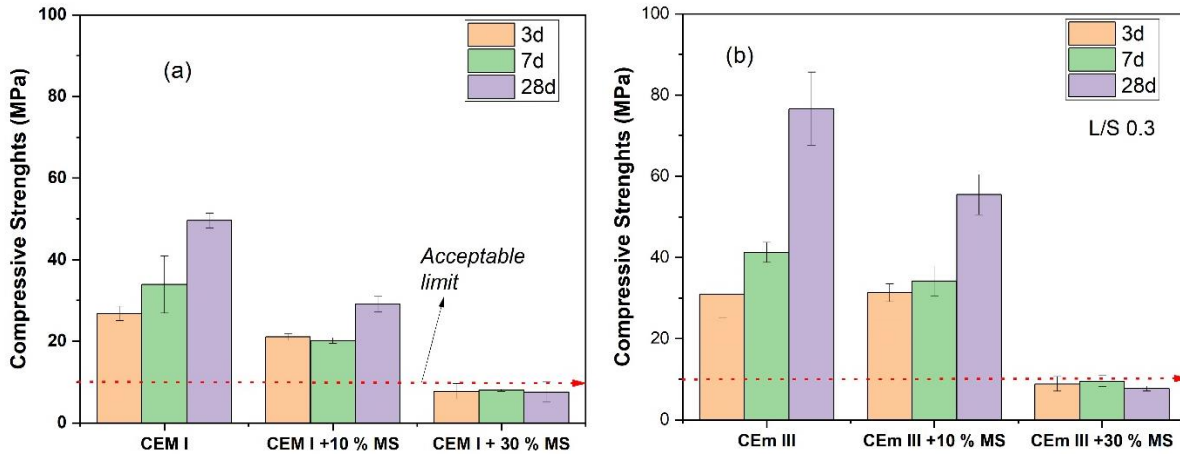 100
80
60
40
20
0
Compressive Strenghts (MPa)
(a)
3d
7d
28d
Acceptable
limit
CEM I
CEM I +10 % MS
CEM I + 30 % MS
100
80
60
40
20
0
Compressive Strenghts (MPa)
(b)
3d
7d
28d
L/S 0.3
CEm III
CEm III +10 % MS
CEm III +30 % MS